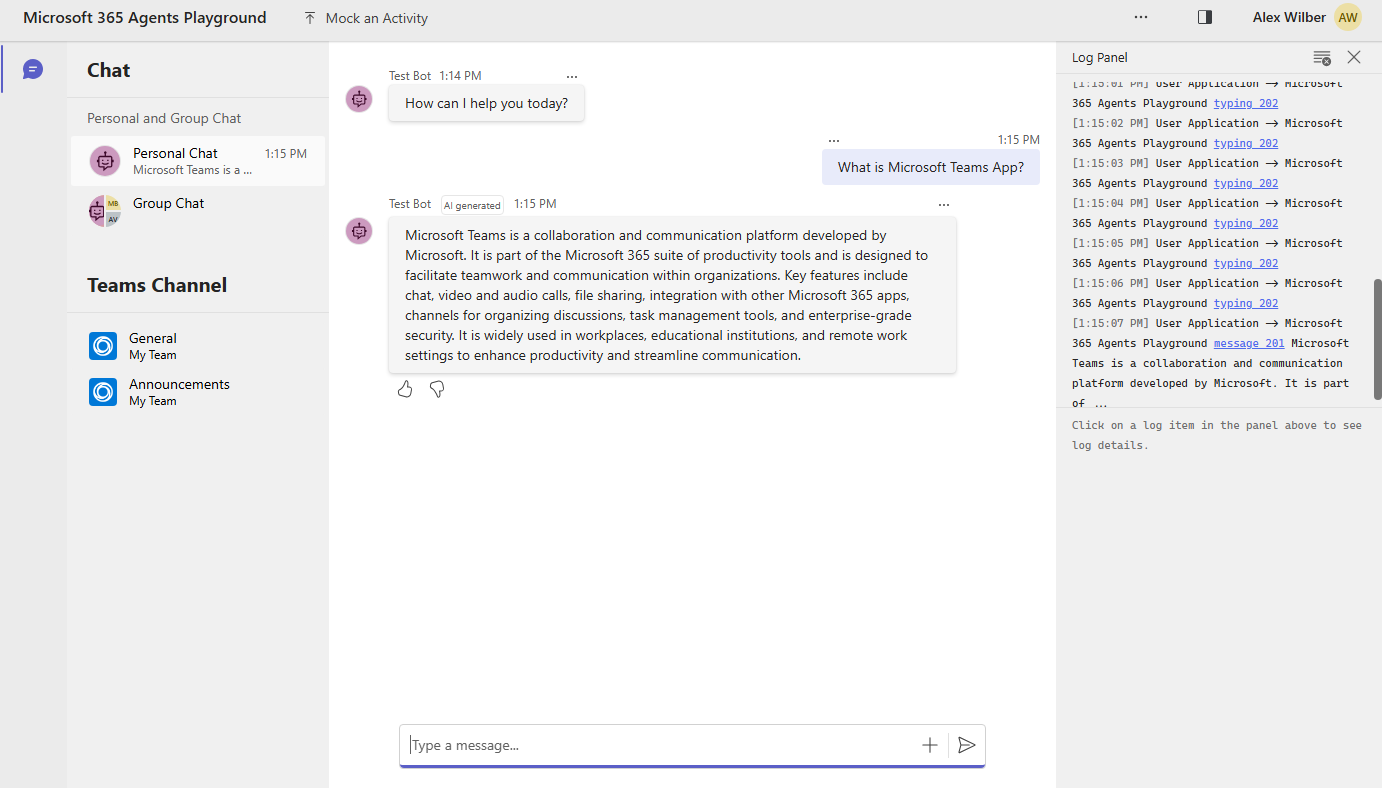 Microsoft 365 Agents Playground
Mock an Activity
Alex Wilber
AW
Chat
Personal and Group Chat
Personal Chat 1:15 PM
Microsoft Teams is a ...
Group Chat
MB
AV
Teams Channel
General
My Team
Announcements
My Team
Test Bot 1:14 PM
How can I help you today?
1:15 PM
What is Microsoft Teams App?
Test Bot AI generated 1:15 PM
Microsoft Teams is a collaboration and communication platform developed by
Microsoft. It is part of the Microsoft 365 suite of productivity tools and is designed to
facilitate teamwork and communication within organizations. Key features include
chat, video and audio calls, file sharing, integration with other Microsoft 365 apps,
channels for organizing discussions, task management tools, and enterprise-grade
security. It is widely used in workplaces, educational institutions, and remote work
settings to enhance productivity and streamline communication.
Type a message...
Log Panel
[1:15:01 PM] User Application → Microsoft
365 Agents Playground typing 202
[1:15:02 PM] User Application → Microsoft
365 Agents Playground typing 202
[1:15:03 PM] User Application → Microsoft
365 Agents Playground typing 202
[1:15:04 PM] User Application → Microsoft
365 Agents Playground typing 202
[1:15:05 PM] User Application → Microsoft
365 Agents Playground typing 202
[1:15:06 PM] User Application → Microsoft
365 Agents Playground typing 202
[1:15:07 PM] User Application → Microsoft
365 Agents Playground message 201 Microsoft
Teams is a collaboration and communication
platform developed by Microsoft. It is part
of ...
Click on a log item in the panel above to see
log details.